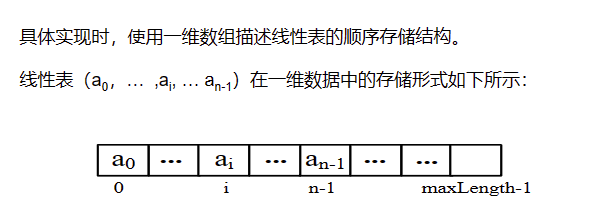 具体实现时，使用一维数组描述线性表的顺序存储结构。
线性表（a0，… ,ai, … an-1）在一维数据中的存储形式如下所示：
a0 ... ai ... an-1 ... ...
0 i n-1 maxLength-1